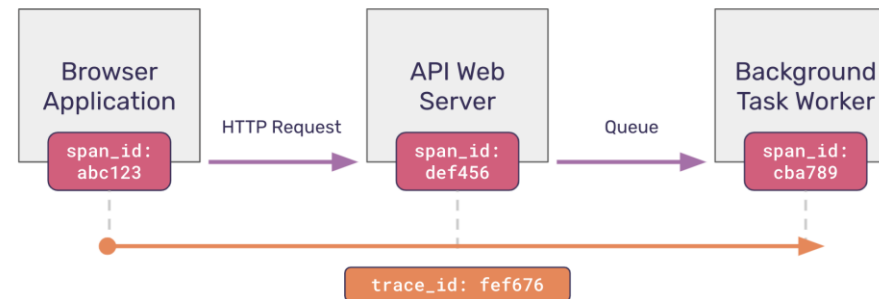 Browser
Application
API Web
Server
Background
Task Worker
HTTP Request
Queue
span_id:
abc123
span_id:
def456
span_id:
cba789
trace_id: fef676